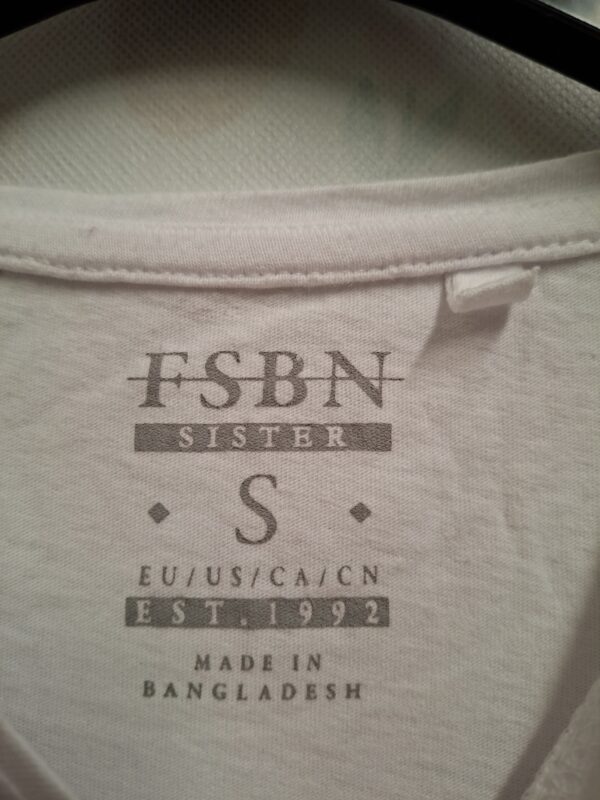 FSBN
SISTER
S
EU/US/CA/CN
EST.1992
MADE IN
BANGLADESH